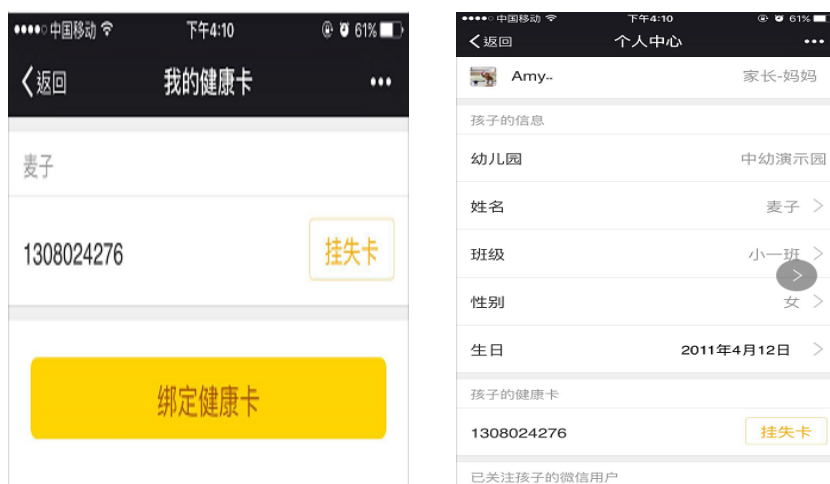 中国移动 下午4:10 61%
返回 我的健康卡
麦子
1308024276 挂失卡
绑定健康卡
中国移动 下午4:10 61%
返回 个人中心
Amy.. 家长-妈妈
孩子的信息
幼儿园 中幼演示园
姓名 麦子
班级 小一班
性别 女
生日 2011年4月12日
孩子的健康卡
1308024276 挂失卡
已关注孩子的微信用户